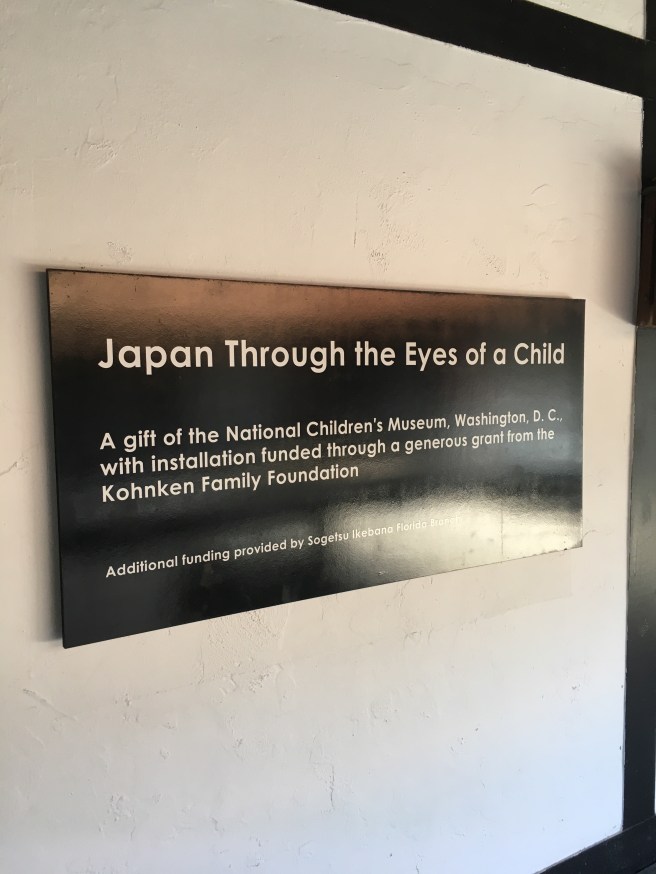 Japan Through the Eyes of a Child
A gift of the National Children's Museum, Washington, D. C.,
with installation funded through a generous grant from the
Kohnken Family Foundation
Additional funding provided by Sogetsu Ikebana Florida Branch